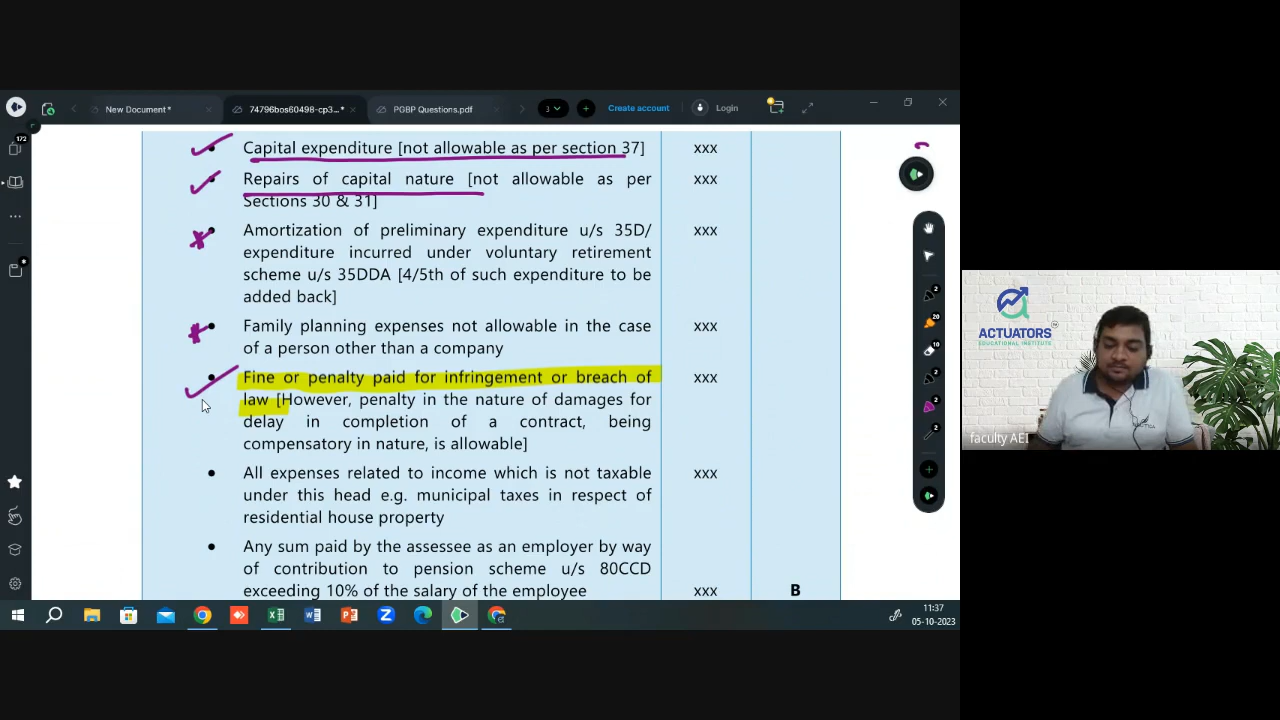 New Document*
74796bos60498-cp3...*
PGBP Questions.pdf
3
Create account
Login
172
Capital expenditure [not allowable as per section 37]
xxx
Repairs of capital nature [not allowable as per
xxx
Sections 30 & 31]
Amortization of preliminary expenditure u/s 35D/
xxx
expenditure incurred under voluntary retirement
scheme u/s 35DDA [4/5th of such expenditure to be
added back]
Family planning expenses not allowable in the case
xxx
of a person other than a company
Fine or penalty paid for infringement or breach of
xxx
law [However, penalty in the nature of damages for
delay in completion of a contract, being
compensatory in nature, is allowable]
All expenses related to income which is not taxable
xxx
under this head e.g. municipal taxes in respect of
residential house property
Any sum paid by the assessee as an employer by way
of contribution to pension scheme u/s 80CCD
exceeding 10% of the salary of the employee
xxx
B
2
20
10
2
2
2
ACTUATORS
EDUCATIONAL INSTITUTE
faculty AEI
11:37
05-10-2023